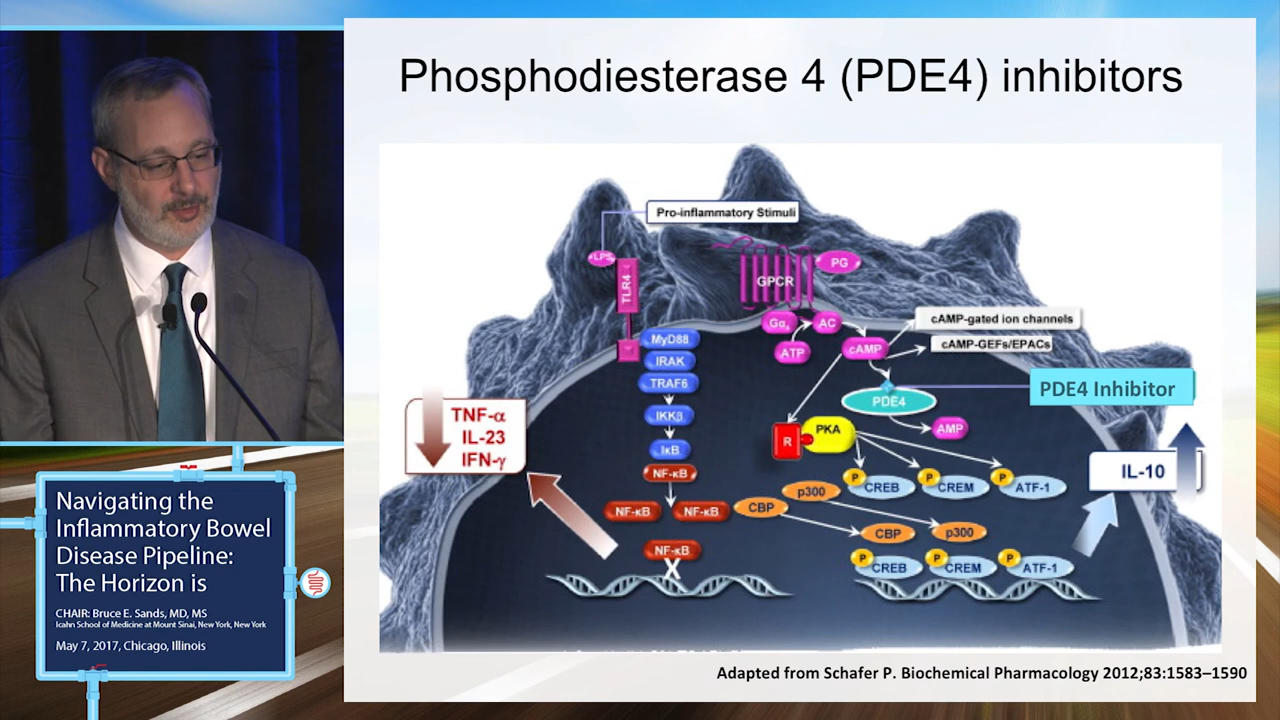 Phosphodiesterase 4 (PDE4) inhibitors
Pro-inflammatory Stimuli
LPS
TLR4
GPCR
PG
Gαs
AC
ATP
cAMP
cAMP-gated ion channels
cAMP-GEFs/EPACs
MyD88
IRAK
TRAF6
IKKβ
IκB
NF-κB
NF-κB
NF-κB
NF-κB
X
PDE4 Inhibitor
PDE4
AMP
R
PKA
TNF-α
IL-23
IFN-γ
IL-10
P
CREB
P
CREM
P
ATF-1
p300
CBP
CBP
p300
P
CREB
P
CREM
P
ATF-1
Adapted from Schafer P. Biochemical Pharmacology 2012;83:1583–1590
Navigating the
Inflammatory Bowel
Disease Pipeline:
The Horizon is
CHAIR: Bruce E. Sands, MD, MS
Icahn School of Medicine at Mount Sinai, New York, New York
May 7, 2017, Chicago, Illinois